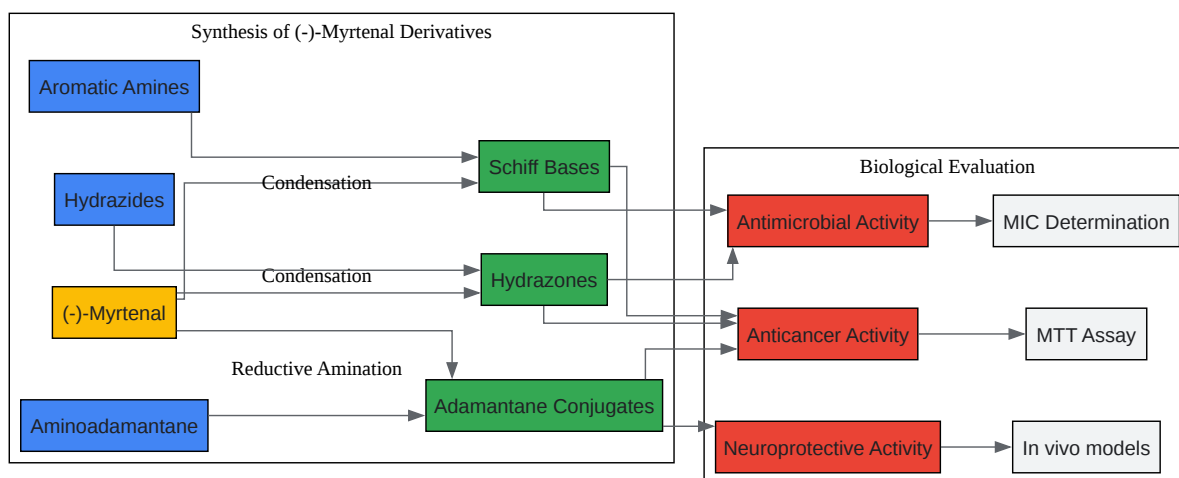 Synthesis of (-)-Myrtenal Derivatives
Aromatic Amines
Schiff Bases
Condensation
Hydrazides
Condensation
Hydrazones
(-)-Myrtenal
Reductive Amination
Adamantane Conjugates
Aminoadamantane
Biological Evaluation
Antimicrobial Activity
MIC Determination
Anticancer Activity
MTT Assay
Neuroprotective Activity
In vivo models